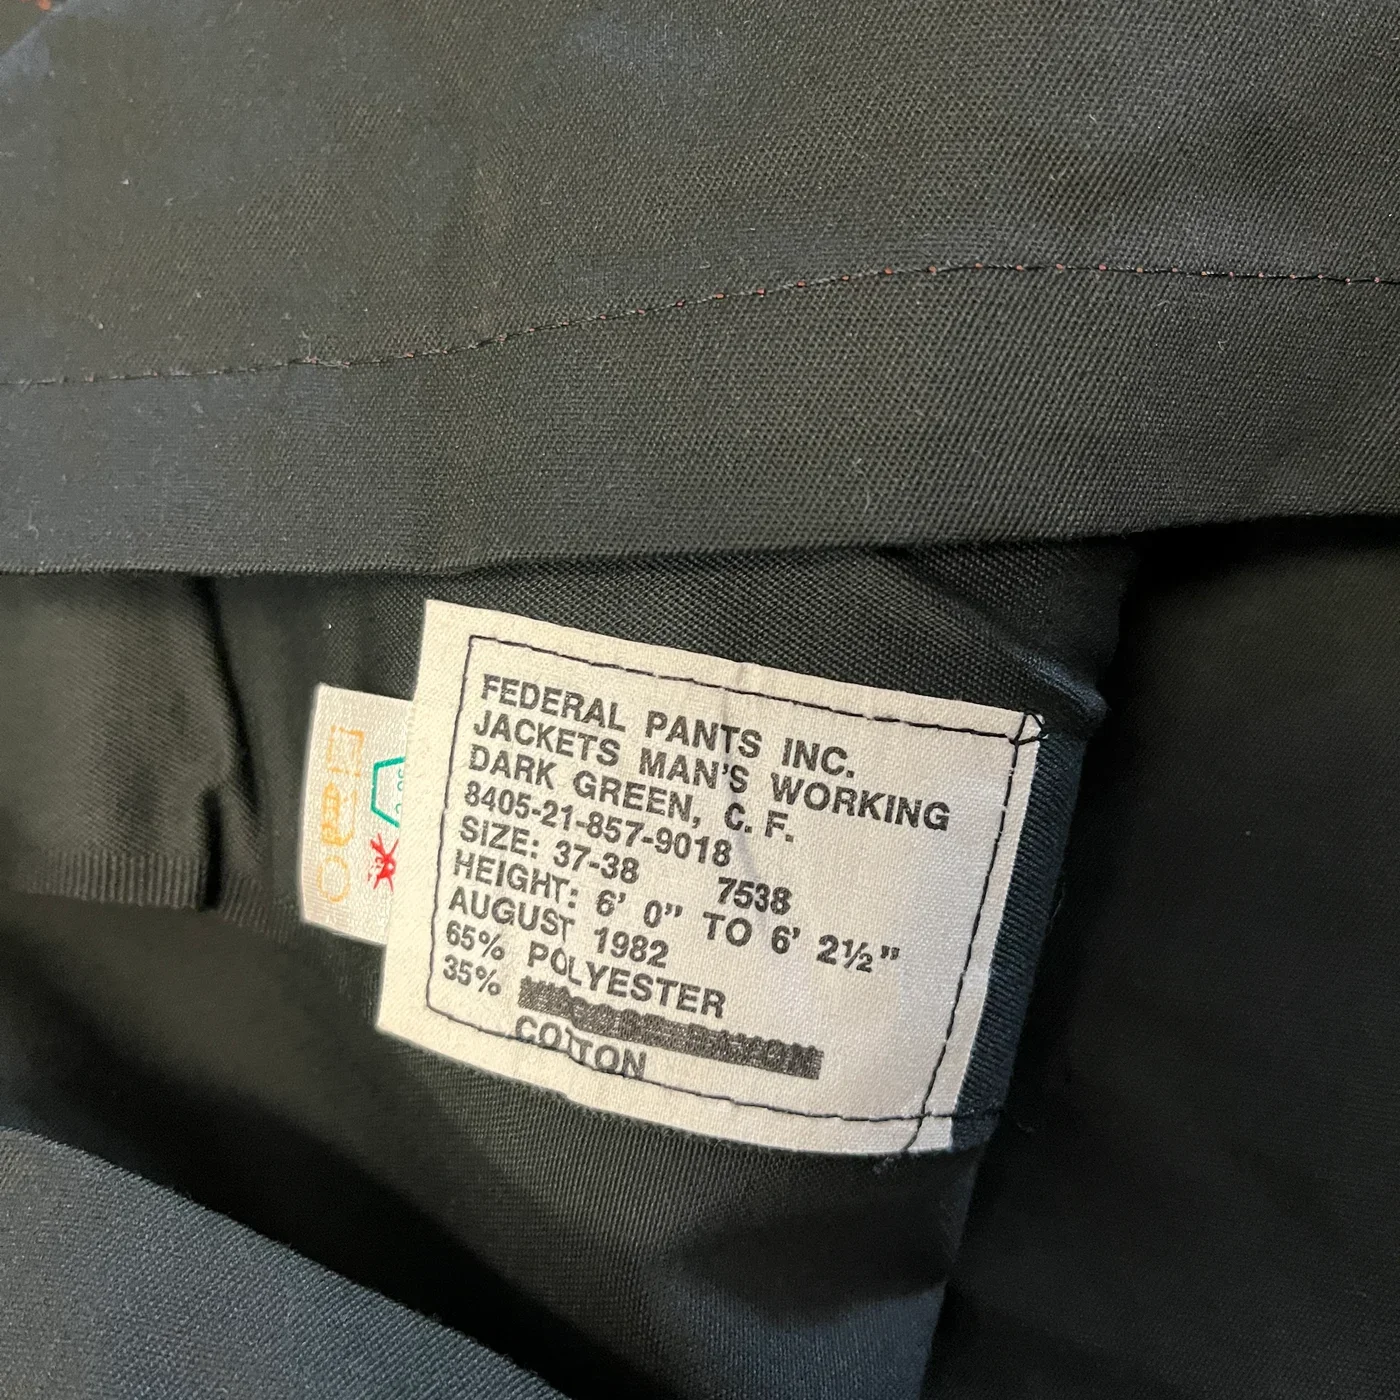 FEDERAL PANTS INC.
JACKETS MAN'S WORKING
DARK GREEN, C. F.
8405-21-857-9018
SIZE: 37-38 7538
HEIGHT: 6' 0" TO 6' 2½"
AUGUST 1982
65% POLYESTER
35%
COTTON